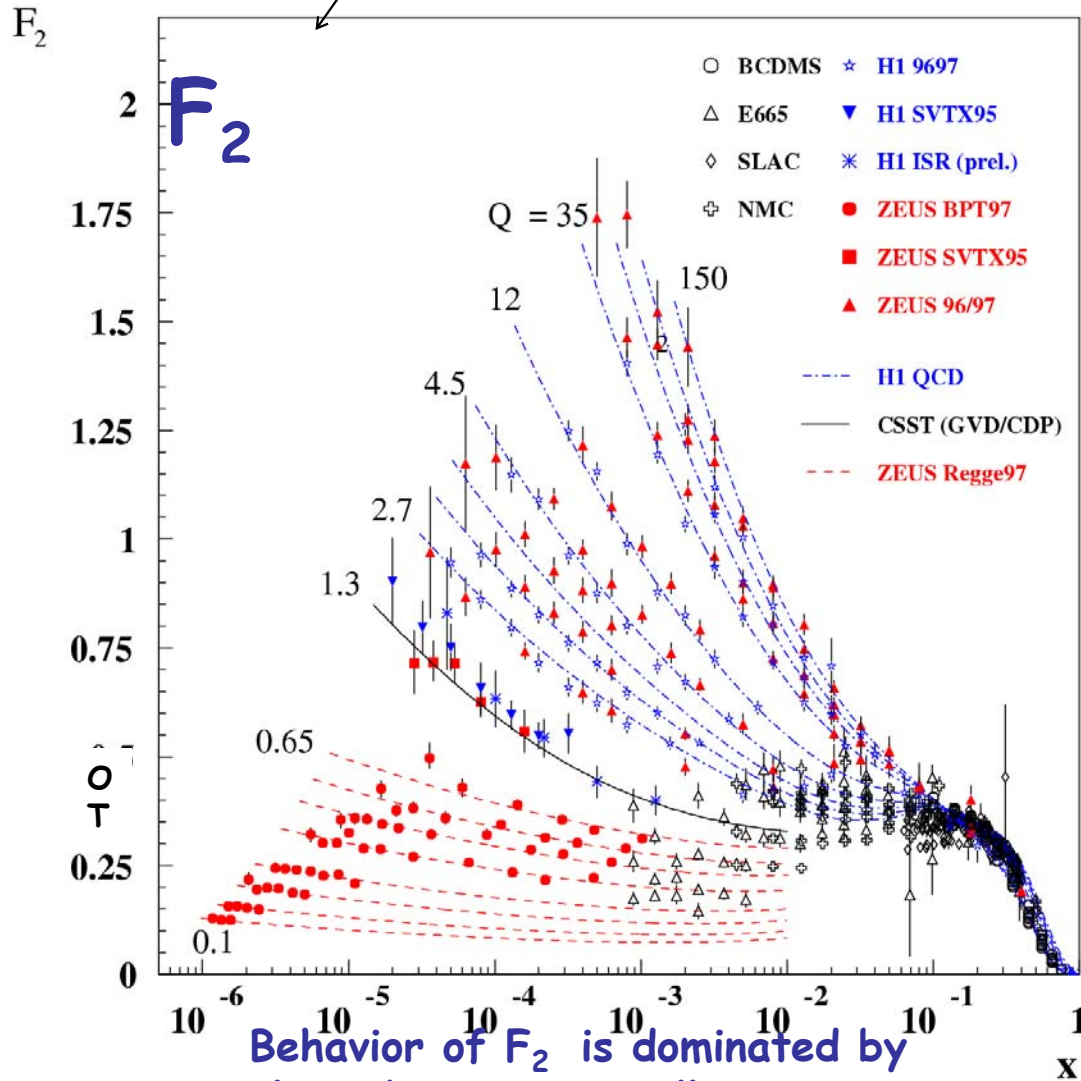 F2
F2
2
1.75
1.5
1.25
1
0.75
0.25
0
O
T
BCDMS
E665
SLAC
NMC
H1 9697
H1 SVTX95
H1 ISR (prel.)
ZEUS BPT97
ZEUS SVTX95
ZEUS 96/97
H1 QCD
CSST (GVD/CDP)
ZEUS Regge97
Q = 35
150
2
12
4.5
2.7
1.3
0.65
0.1
10 -6
10 -5
10 -4
10 -3
10 -2
10 -1
1
x
Behavior of F2 is dominated by